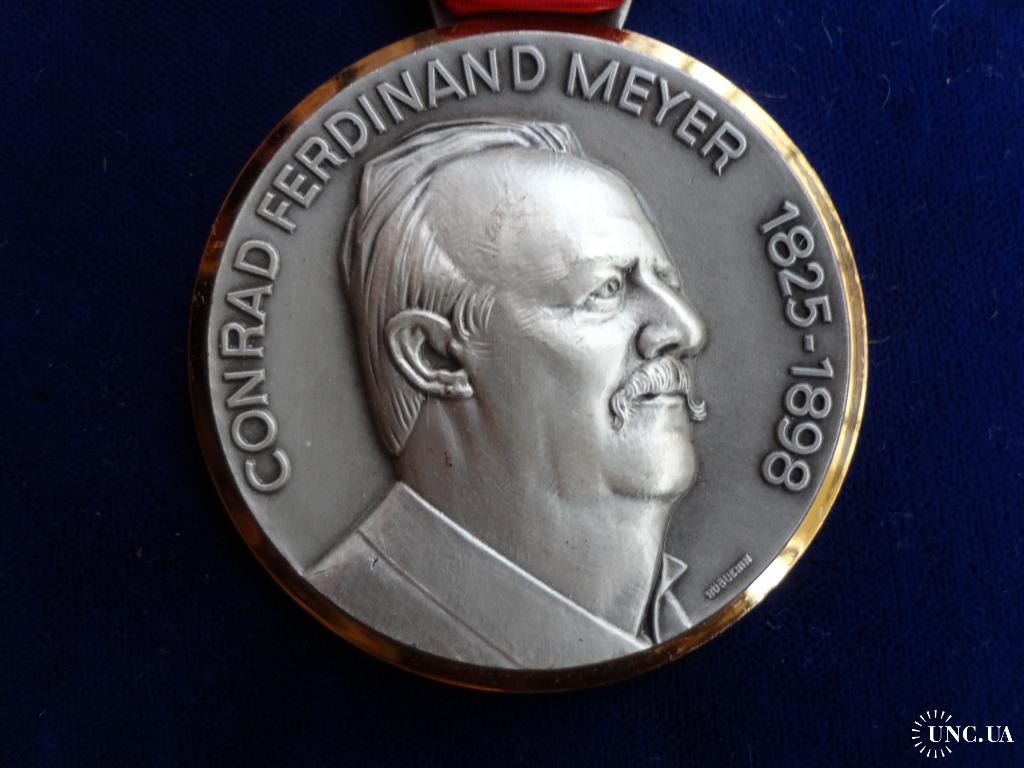 CONRAD FERDINAND MEYER 1825-1898
HUGUENIN
UNC.UA